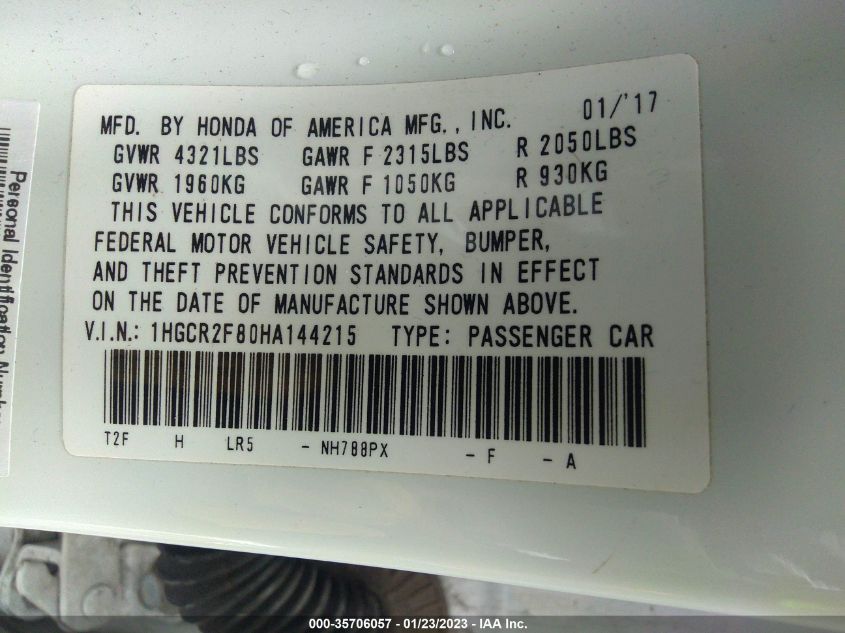 MFD. BY HONDA OF AMERICA MFG., INC. 01/'17
GVWR 4321LBS GAWR F 2315LBS R 2050LBS
GVWR 1960KG GAWR F 1050KG R 930KG
THIS VEHICLE CONFORMS TO ALL APPLICABLE
FEDERAL MOTOR VEHICLE SAFETY, BUMPER,
AND THEFT PREVENTION STANDARDS IN EFFECT
ON THE DATE OF MANUFACTURE SHOWN ABOVE.
V.I.N.: 1HGCR2F80HA144215 TYPE: PASSENGER CAR
T2F H LR5 - NH788PX - F - A
Personal Identification
000-35706057 - 01/23/2023 - IAA Inc.